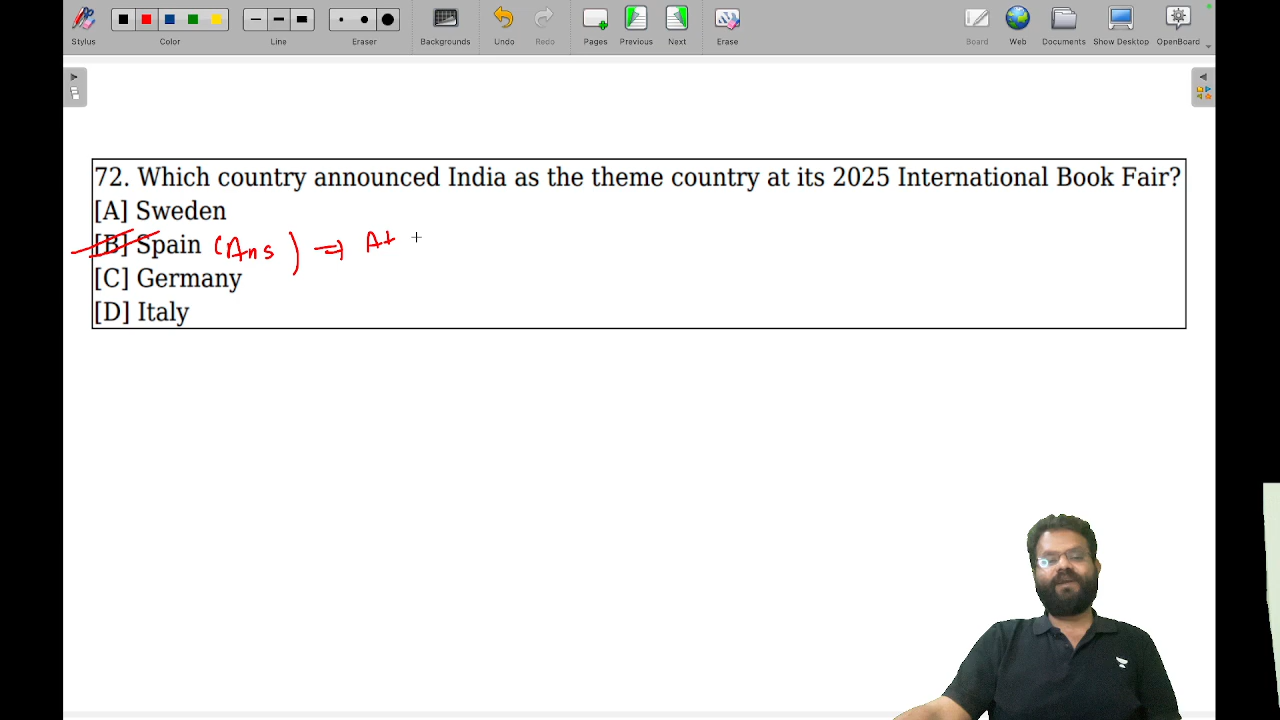 Stylus
Color
Line
Eraser
Backgrounds
Undo
Redo
Pages
Previous
Next
Erase
Board
Web
Documents
Show Desktop
OpenBoard
72. Which country announced India as the theme country at its 2025 International Book Fair?
[A] Sweden
[B] Spain (Ans) ⇒ At
[C] Germany
[D] Italy